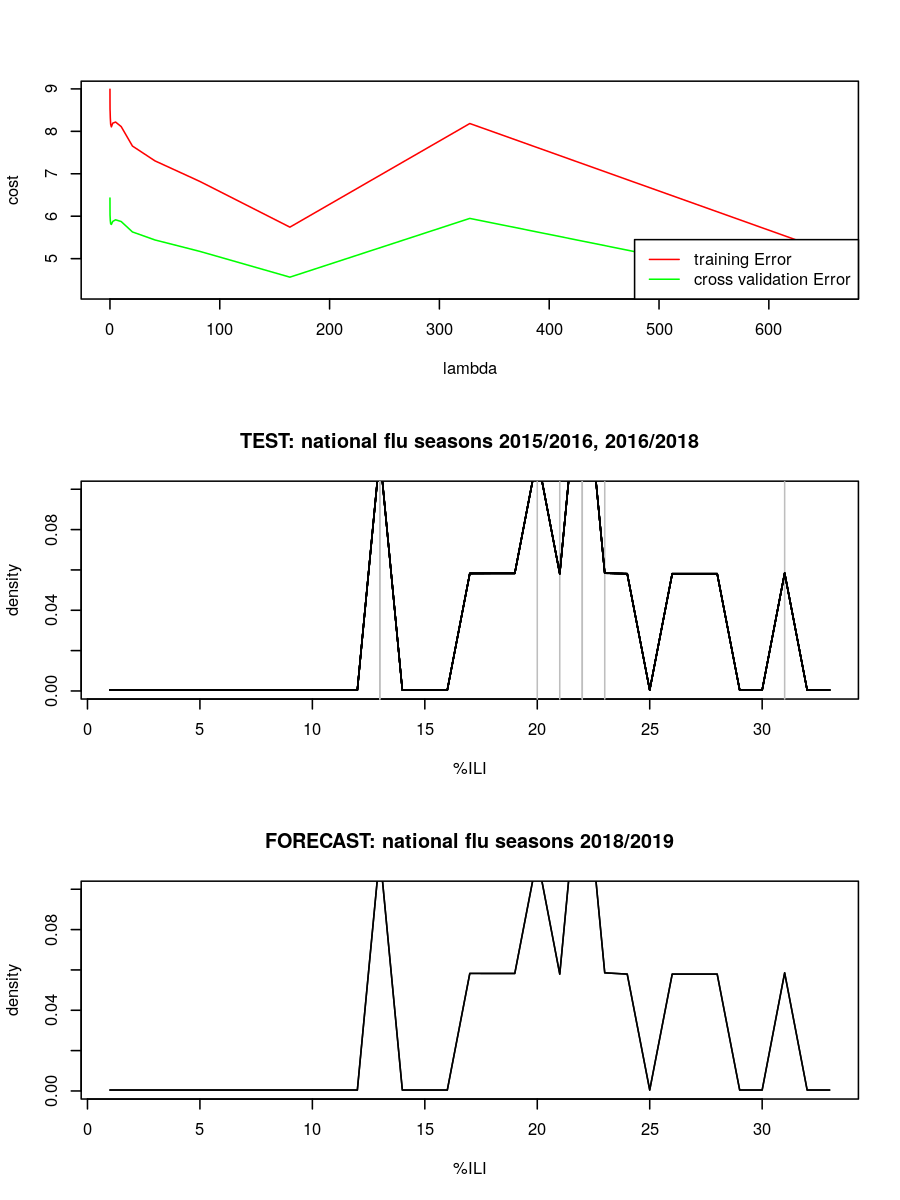 cost
9
8
7
6
5
training Error
cross validation Error
0 100 200 300 400 500 600
lambda
TEST: national flu seasons 2015/2016, 2016/2018
density
0.08
0.04
0.00
0 5 10 15 20 25 30
%ILI
FORECAST: national flu seasons 2018/2019
density
0.08
0.04
0.00
0 5 10 15 20 25 30
%ILI